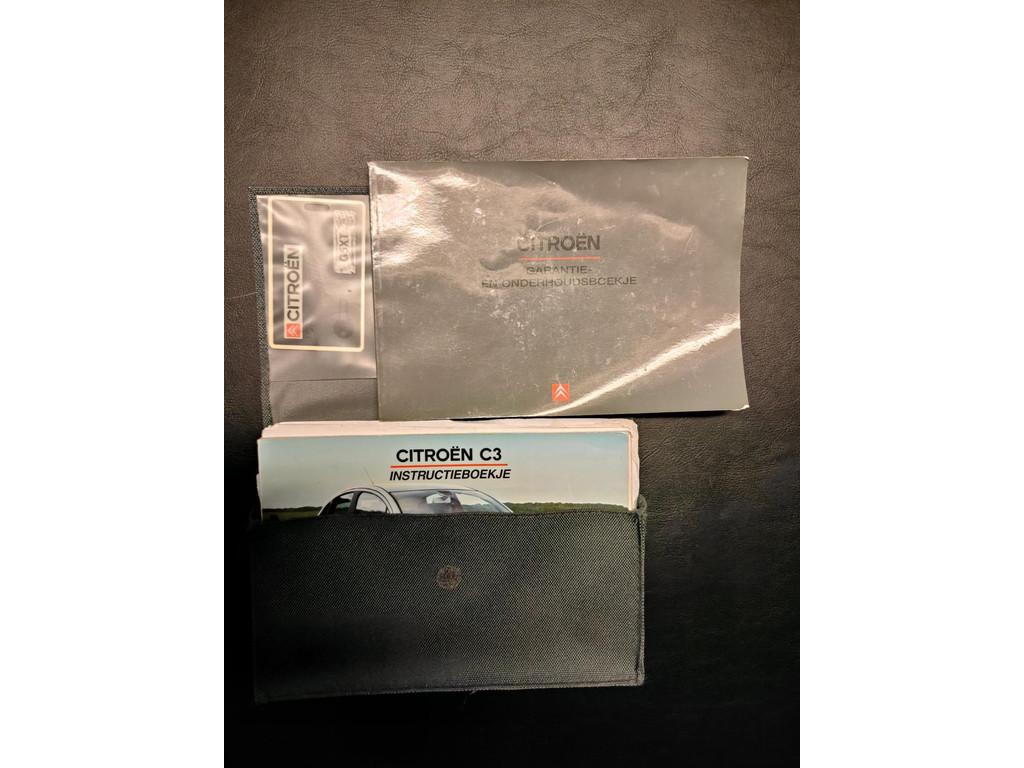 CITROËN
GARANTIE-
EN ONDERHOUDSBOEKJE
CITROËN
CITROËN C3
INSTRUCTIEBOEKJE